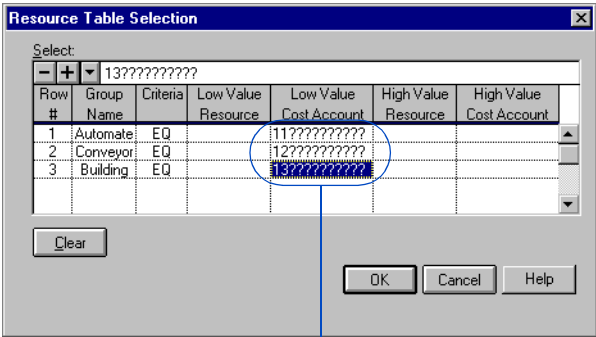 Resource Table Selection
Select:
13??????????
Row # Group Name Criteria Low Value Resource Low Value Cost Account High Value Resource High Value Cost Account
1 Automate EQ 11??????????
2 Conveyor EQ 12??????????
3 Building EQ 13??????????
Clear
OK Cancel Help